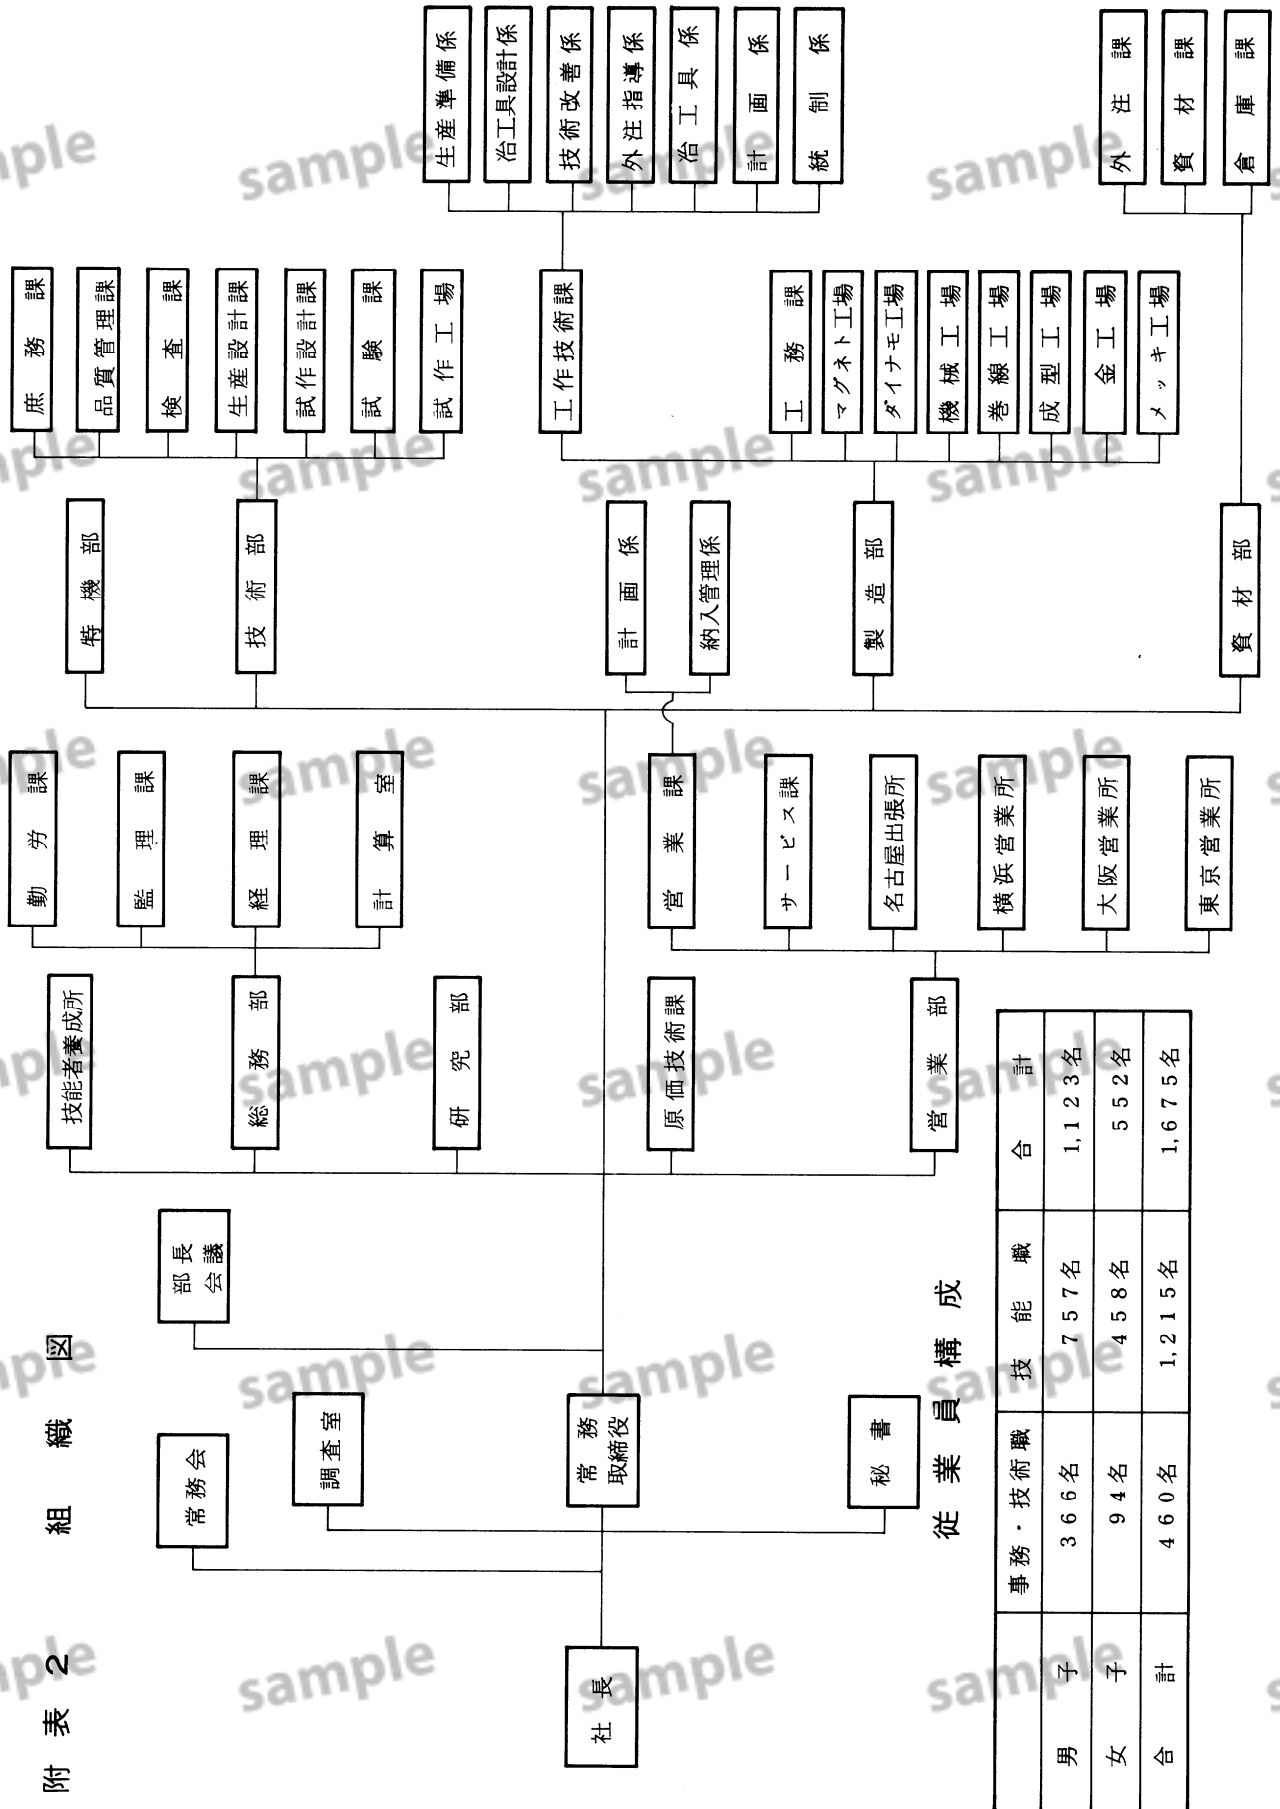 附表 2
組織図
社長
常務会
調査室
常務
取締役
秘書
部長
会議
技能者養成所
総務部
研究部
原価技術課
営業部
勤労課
監理課
経理課
計算室
営業課
サービス課
名古屋出張所
横浜営業所
大阪営業所
東京営業所
計画係
納入管理係
特機部
技術部
製造部
資材部
庶務課
品質管理課
検査課
生産設計課
試作設計課
試験課
試作工場
工作技術課
工務課
マグネト工場
ダイナモ工場
機械工場
巻線工場
成型工場
金工場
メッキ工場
生産準備係
冶工具設計係
技術改善係
外注指導係
冶工具係
計画係
統制係
外注課
資材課
倉庫課
従業員構成
事務・技術職 技能職 合計
男子 366名 757名 1,123名
女子 94名 458名 552名
合計 460名 1,215名 1,675名
sample